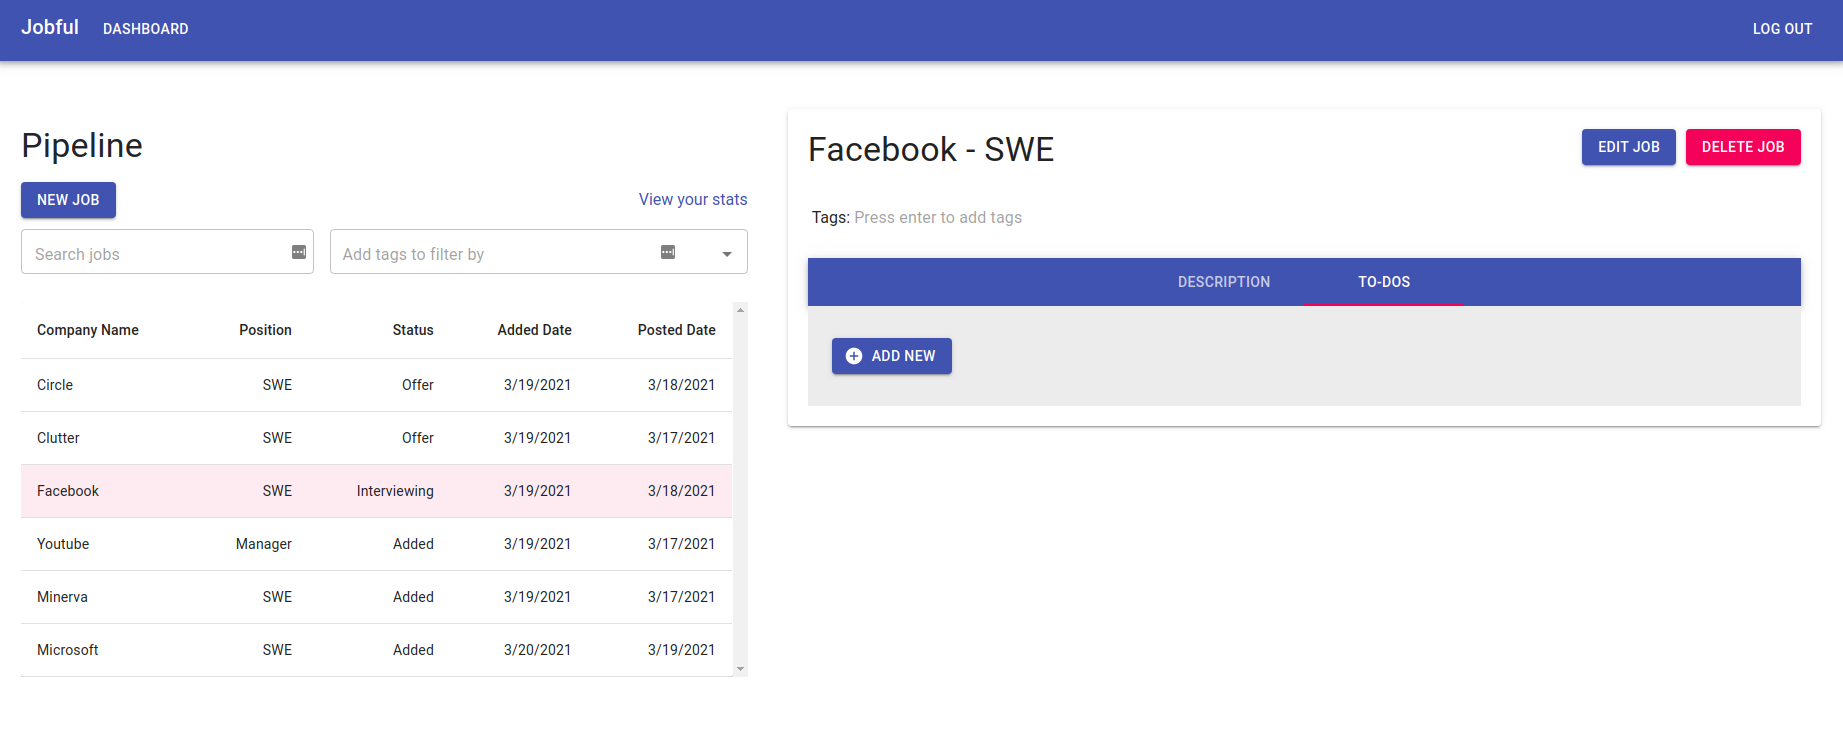 Jobful DASHBOARD LOG OUT
Pipeline
NEW JOB View your stats
Search jobs Add tags to filter by
Company Name Position Status Added Date Posted Date
Circle SWE Offer 3/19/2021 3/18/2021
Clutter SWE Offer 3/19/2021 3/17/2021
Facebook SWE Interviewing 3/19/2021 3/18/2021
Youtube Manager Added 3/19/2021 3/17/2021
Minerva SWE Added 3/19/2021 3/17/2021
Microsoft SWE Added 3/20/2021 3/19/2021
Facebook - SWE EDIT JOB DELETE JOB
Tags: Press enter to add tags
DESCRIPTION TO-DOS
ADD NEW